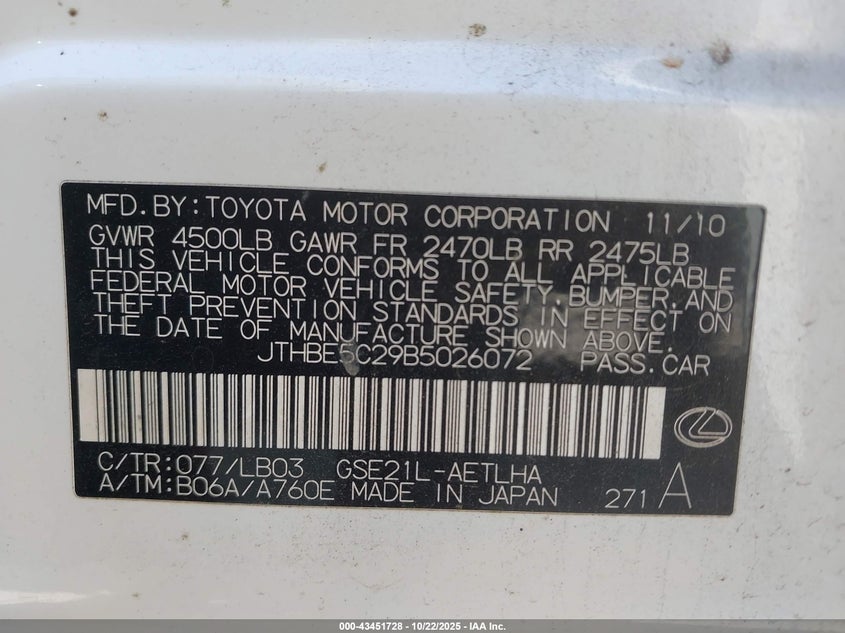 MFD.BY:TOYOTA MOTOR CORPORATION 11/10
GVWR 4500LB GAWR FR 2470LB RR 2475LB
THIS VEHICLE CONFORMS TO ALL APPLICABLE
FEDERAL MOTOR VEHICLE SAFETY,BUMPER,AND
THEFT PREVENTION STANDARDS IN EFFECT ON
THE DATE OF MANUFACTURE SHOWN ABOVE.
JTHBE5C29B5026072 PASS.CAR
C/TR:077/LB03 GSE21L-AETLHA
A/TM:B06A/A760E MADE IN JAPAN 271 A
000-43451728 - 10/22/2025 - IAA Inc.